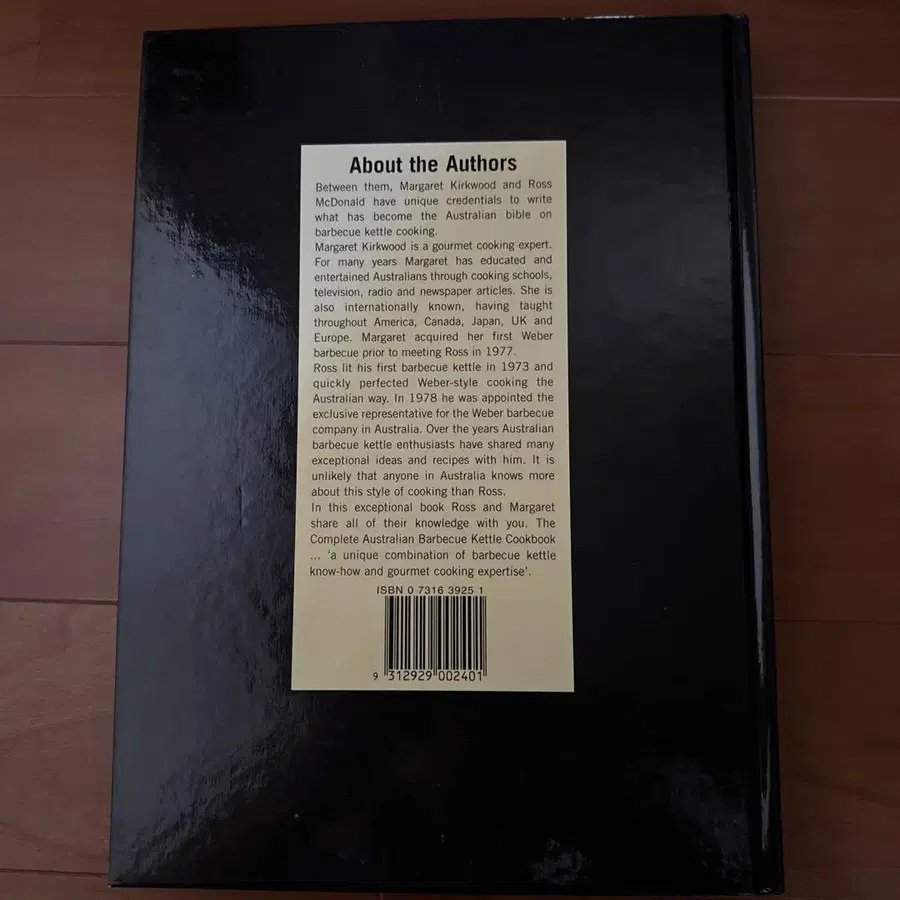 About the Authors
Between them, Margaret Kirkwood and Ross
McDonald have unique credentials to write
what has become the Australian bible on
barbecue kettle cooking.
Margaret Kirkwood is a gourmet cooking expert.
For many years Margaret has educated and
entertained Australians through cooking schools,
television, radio and newspaper articles. She is
also internationally known, having taught
throughout America, Canada, Japan, UK and
Europe. Margaret acquired her first Weber
barbecue prior to meeting Ross in 1977.
Ross lit his first barbecue kettle in 1973 and
quickly perfected Weber-style cooking the
Australian way. In 1978 he was appointed the
exclusive representative for the Weber barbecue
company in Australia. Over the years Australian
barbecue kettle enthusiasts have shared many
exceptional ideas and recipes with him. It is
unlikely that anyone in Australia knows more
about this style of cooking than Ross.
In this exceptional book Ross and Margaret
share all of their knowledge with you. The
Complete Australian Barbecue Kettle Cookbook
... 'a unique combination of barbecue kettle
know-how and gourmet cooking expertise'.
ISBN 0 7316 3925 1
9 312929 002401